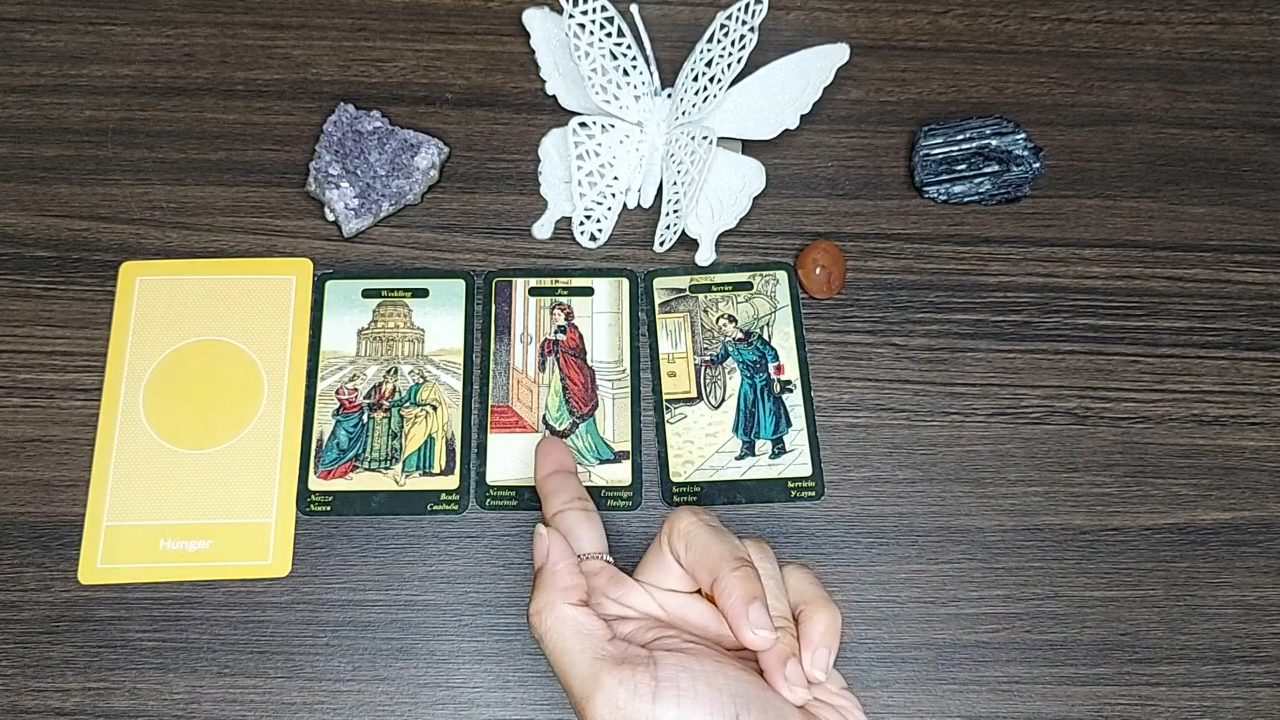 Hunger
Wedding
Nozze Boda
Noces Свадьба
Foe
Nemica Enemiga
Ennemie Недруг
Service
Servizio Servicio
Service Услуга